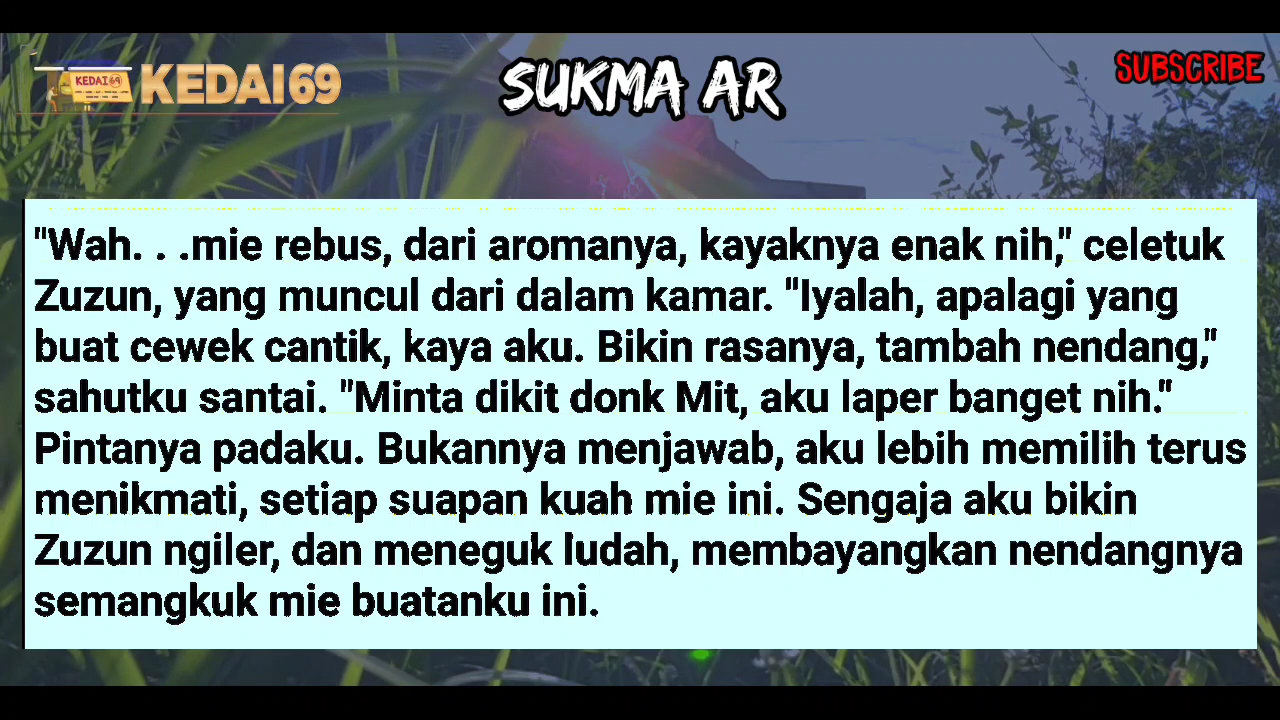 KEDAI69
KEDAI69
SUKMA AR
SUBSCRIBE
"Wah. . .mie rebus, dari aromanya, kayaknya enak nih," celetuk
Zuzun, yang muncul dari dalam kamar. "Iyalah, apalagi yang
buat cewek cantik, kaya aku. Bikin rasanya, tambah nendang,"
sahutku santai. "Minta dikit donk Mit, aku laper banget nih."
Pintanya padaku. Bukannya menjawab, aku lebih memilih terus
menikmati, setiap suapan kuah mie ini. Sengaja aku bikin
Zuzun ngiler, dan meneguk ludah, membayangkan nendangnya
semangkuk mie buatanku ini.